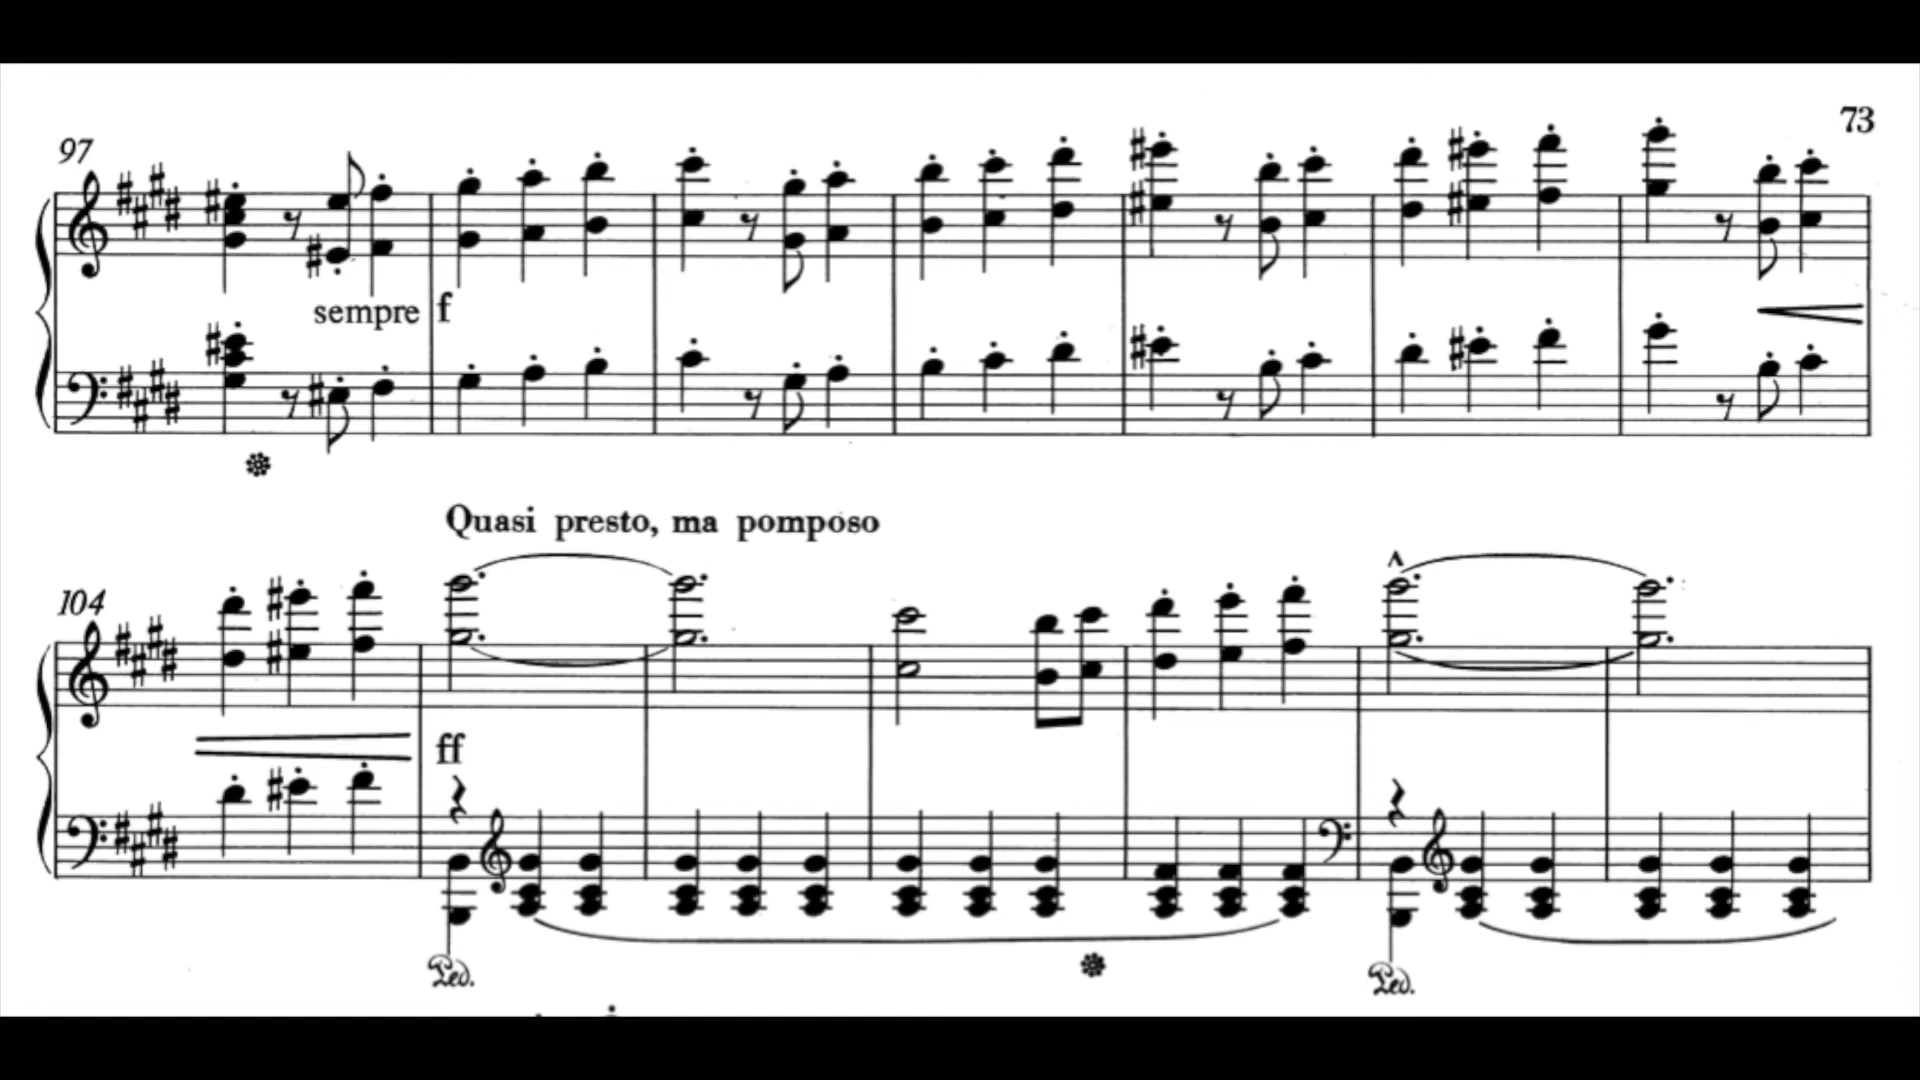 73
97
sempre f
Quasi presto, ma pomposo
104
ff
Ped. Ped.